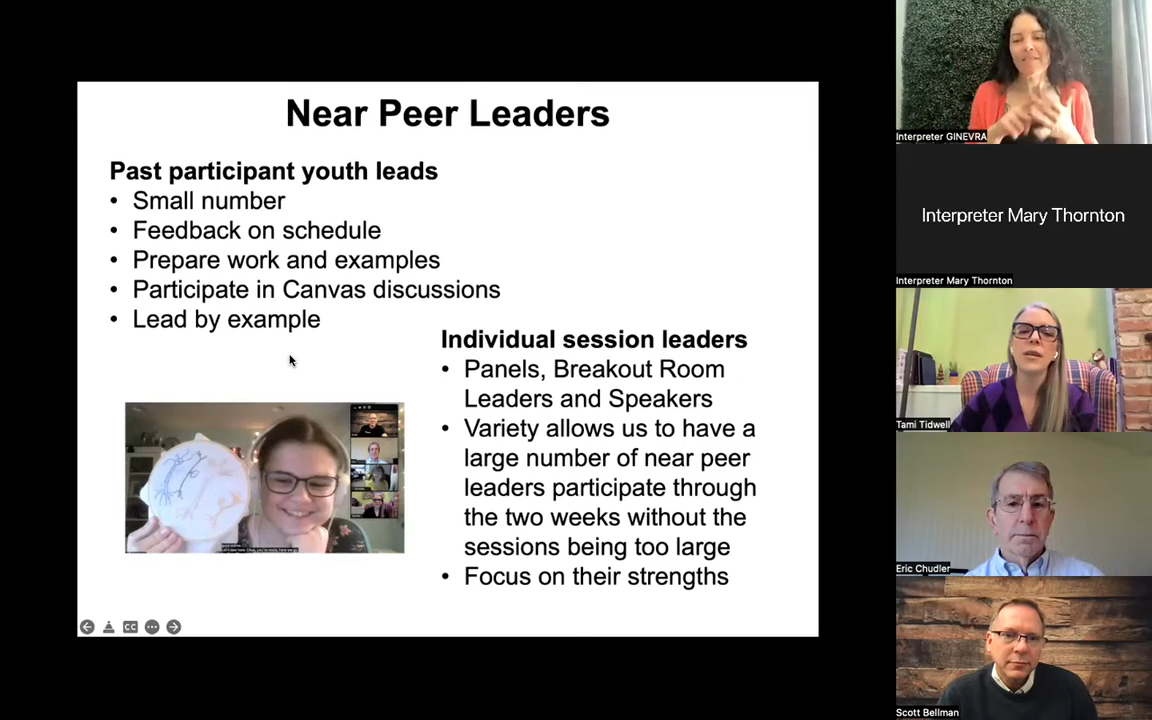 Near Peer Leaders
Past participant youth leads
• Small number
• Feedback on schedule
• Prepare work and examples
• Participate in Canvas discussions
• Lead by example
Individual session leaders
• Panels, Breakout Room
Leaders and Speakers
• Variety allows us to have a
large number of near peer
leaders participate through
the two weeks without the
sessions being too large
• Focus on their strengths
CC
Interpreter GINEVRA
Interpreter Mary Thornton
Interpreter Mary Thornton
Tami Tidwell
Eric Chudler
Scott Bellman